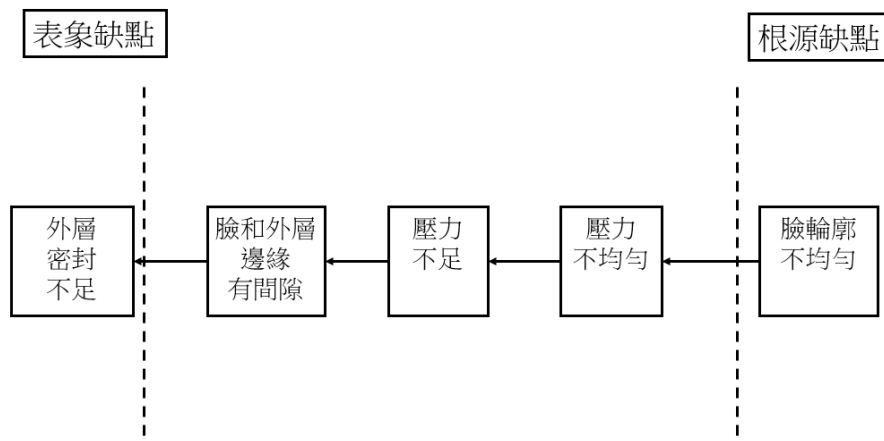 表象缺點
根源缺点
外層
密封
不足
臉和外層
邊緣
有間隙
壓力
不足
壓力
不均勻
臉輪廓
不均勻